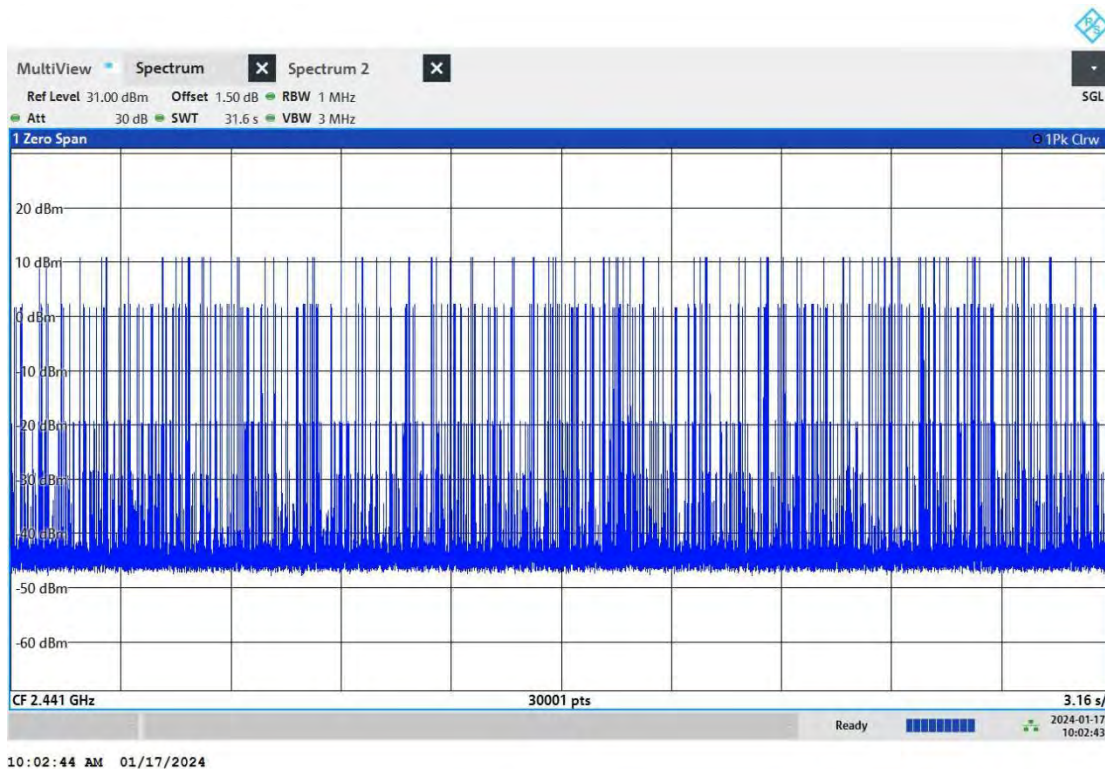 R S
MultiView Spectrum X Spectrum 2 X
Ref Level 31.00 dBm Offset 1.50 dB RBW 1 MHz SGL
Att 30 dB SWT 31.6 s VBW 3 MHz
1 Zero Span 1Pk Clrw
20 dBm
10 dBm
0 dBm
-10 dBm
-20 dBm
-30 dBm
-40 dBm
-50 dBm
-60 dBm
CF 2.441 GHz 30001 pts 3.16 s/
Ready 2024-01-17
10:02:43
10:02:44 AM 01/17/2024